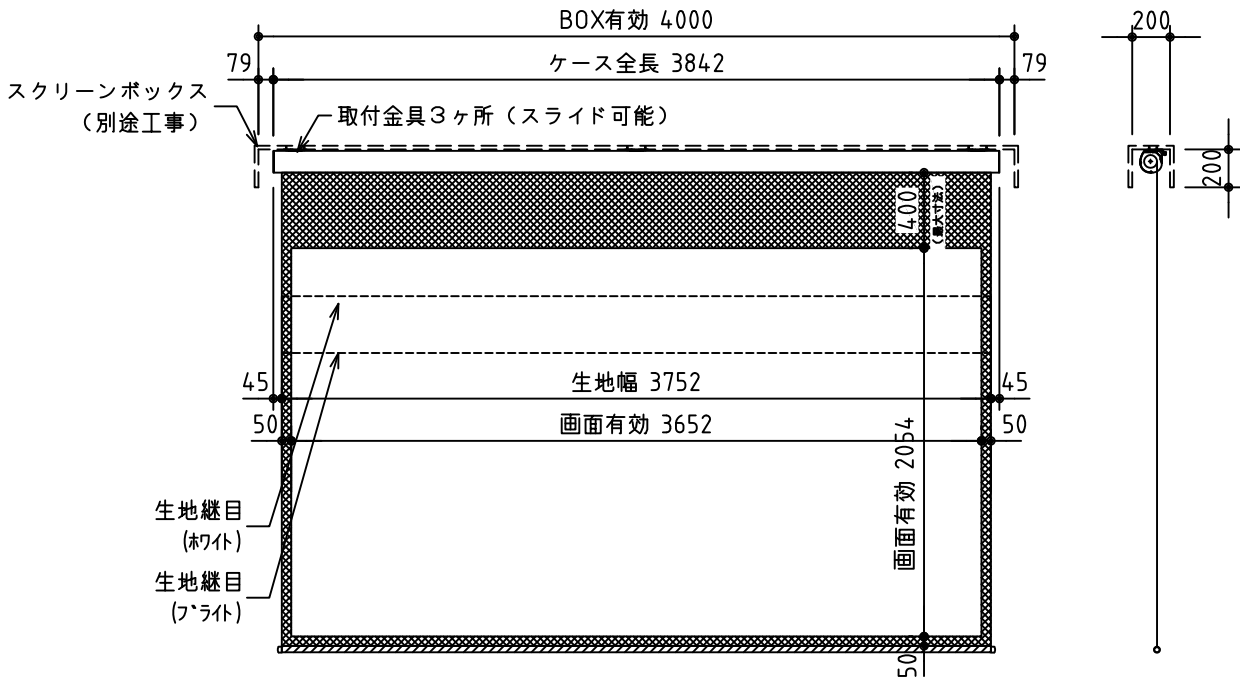 BOX有効 4000
200
79
ケース全長 3842
79
スクリーンボックス
(別途工事)
取付金具3ヶ所(スライド可能)
200
400
(最大寸法)
45
生地幅 3752
45
50
画面有効 3652
50
画面有効 2054
生地継目
(ホワイト)
生地継目
(ブライト)
50